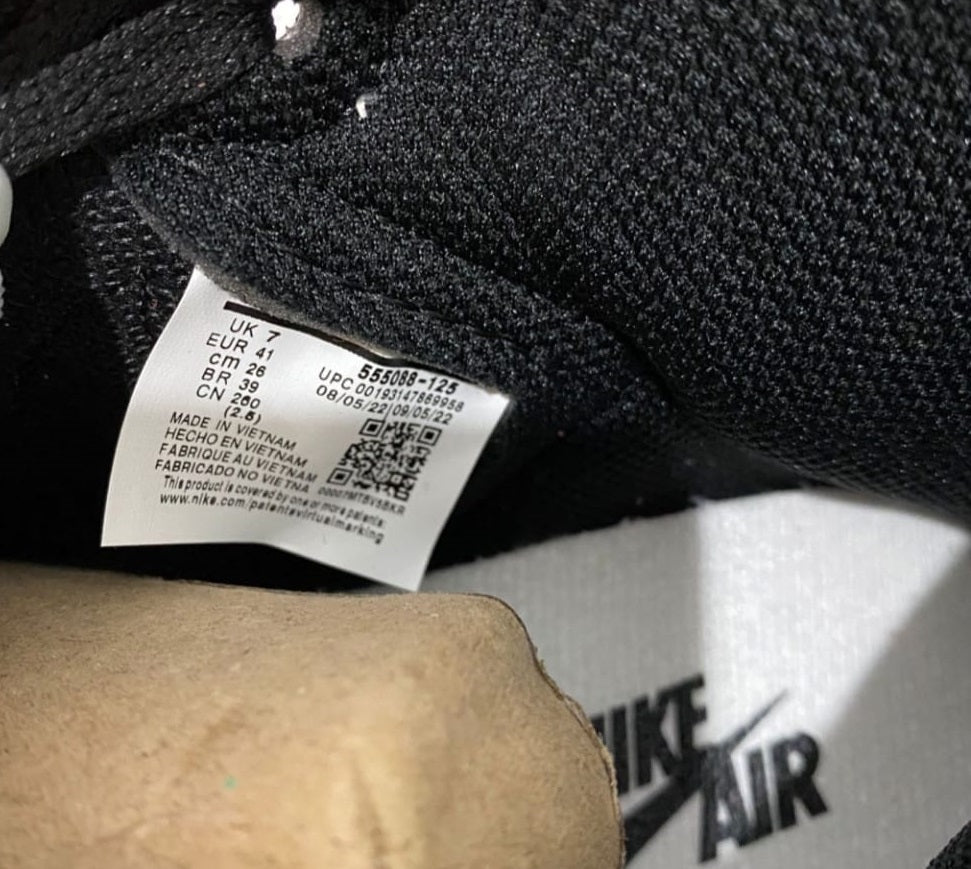 UK 7
EUR 41
cm 26
BR 39
CN 260
(2.5)
555088-125
UPC 00193147869958
08/05/22|09/05/22
MADE IN VIETNAM
HECHO EN VIETNAM
FABRIQUE AU VIETNAM
FABRICADO NO VIETNA
This product is covered by one or more patents:
www.nike.com/patentsvirtualmarking
NIKE
AIR